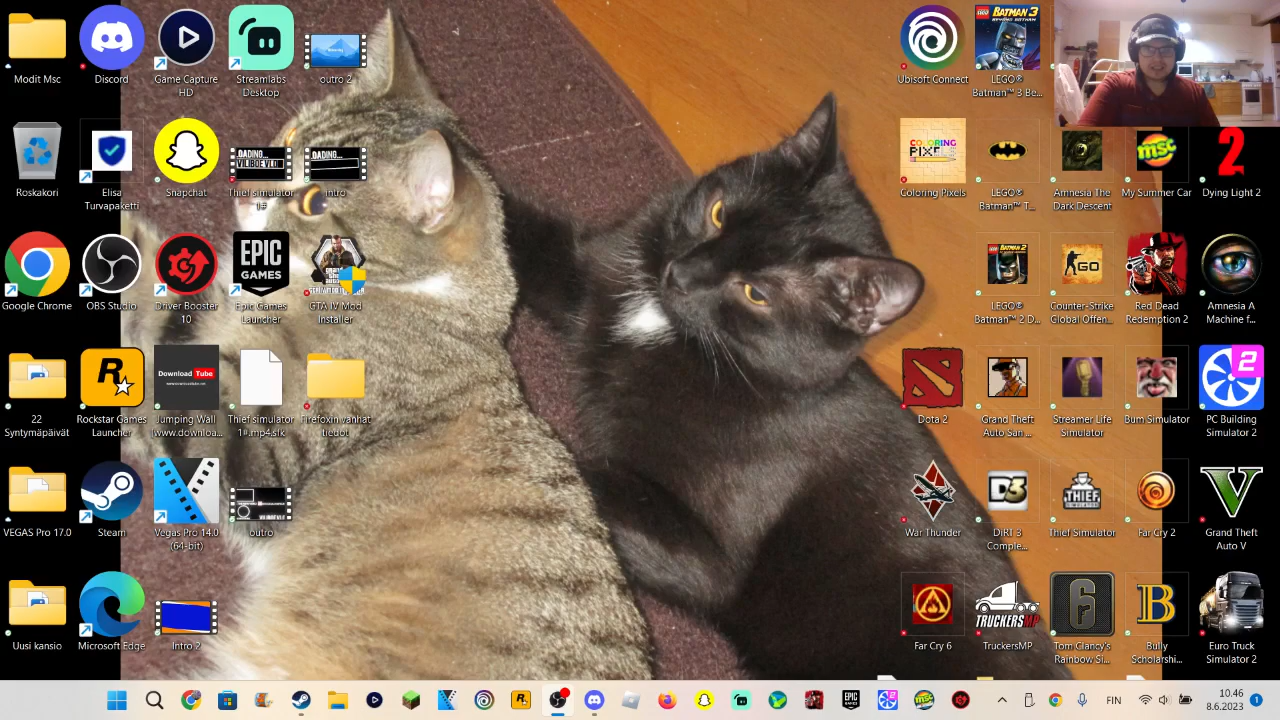 Modit Msc
Discord
Game Capture
HD
Streamlabs
Desktop
outro 2
Ubisoft Connect
LEGO®
Batman™ 3 Be...
Roskakori
Elisa
Turvapaketti
Snapchat
Thief simulator
1#
Intro
Coloring Pixels
LEGO®
Batman™ T...
Amnesia The
Dark Descent
My Summer Car
Dying Light 2
Google Chrome
OBS Studio
Driver Booster
10
Epic Games
Launcher
GTA IV Mod
Installer
LEGO®
Batman™ 2 D...
Counter-Strike
Global Offen...
Red Dead
Redemption 2
Amnesia A
Machine f...
22
Syntymäpäivät
Rockstar Games
Launcher
Jumping Wall
[www.downloa...
Thief simulator
1#.mp4.sfk
Firefoxin vanhat
tiedot
Dota 2
Grand Theft
Auto San ...
Streamer Life
Simulator
Bum Simulator
PC Building
Simulator 2
VEGAS Pro 17.0
Steam
Vegas Pro 14.0
(64-bit)
outro
War Thunder
DiRT 3
Comple...
Thief Simulator
Far Cry 2
Grand Theft
Auto V
Uusi kansio
Microsoft Edge
Intro 2
Far Cry 6
TruckersMP
Tom Clancy's
Rainbow Si...
Bully
Scholarshi...
Euro Truck
Simulator 2
FIN
10.46
8.6.2023